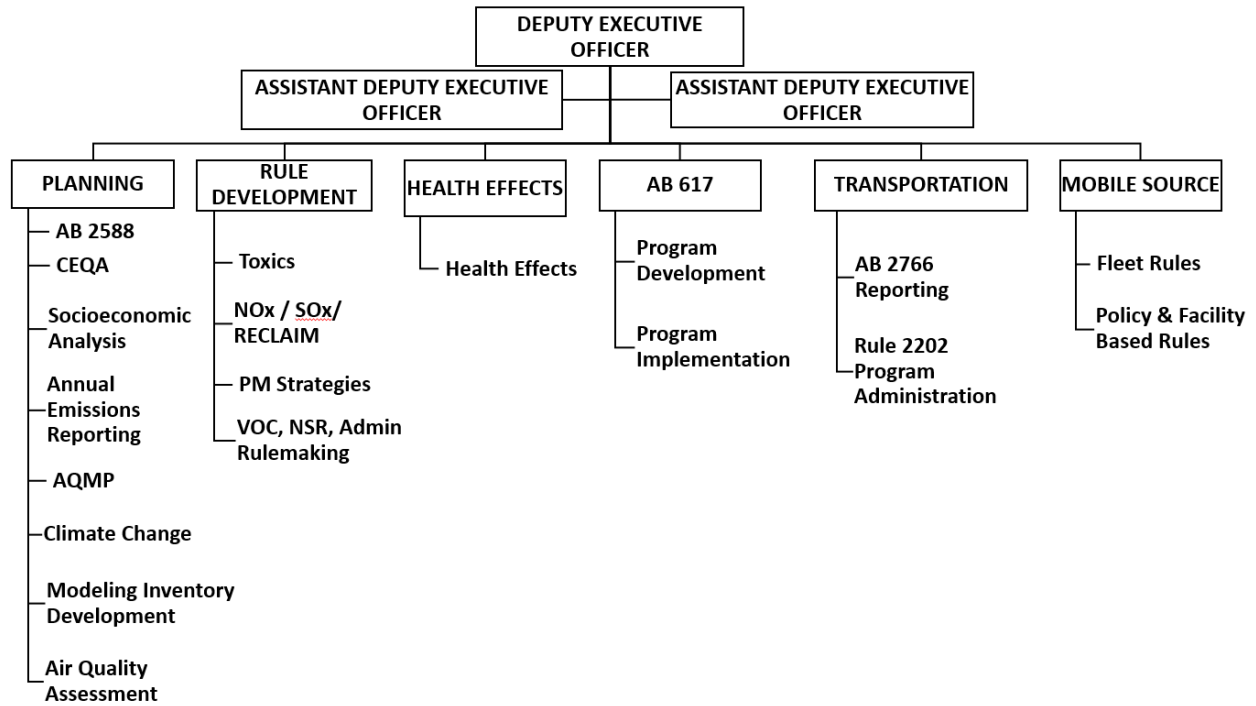 DEPUTY EXECUTIVE
OFFICER
ASSISTANT DEPUTY EXECUTIVE
OFFICER
ASSISTANT DEPUTY EXECUTIVE
OFFICER
PLANNING
AB 2588
CEQA
Socioeconomic
Analysis
Annual
Emissions
Reporting
AQMP
Climate Change
Modeling Inventory
Development
Air Quality
Assessment
RULE
DEVELOPMENT
Toxics
NOx / SOx/
RECLAIM
PM Strategies
VOC, NSR, Admin
Rulemaking
HEALTH EFFECTS
Health Effects
AB 617
Program
Development
Program
Implementation
TRANSPORTATION
AB 2766
Reporting
Rule 2202
Program
Administration
MOBILE SOURCE
Fleet Rules
Policy & Facility
Based Rules